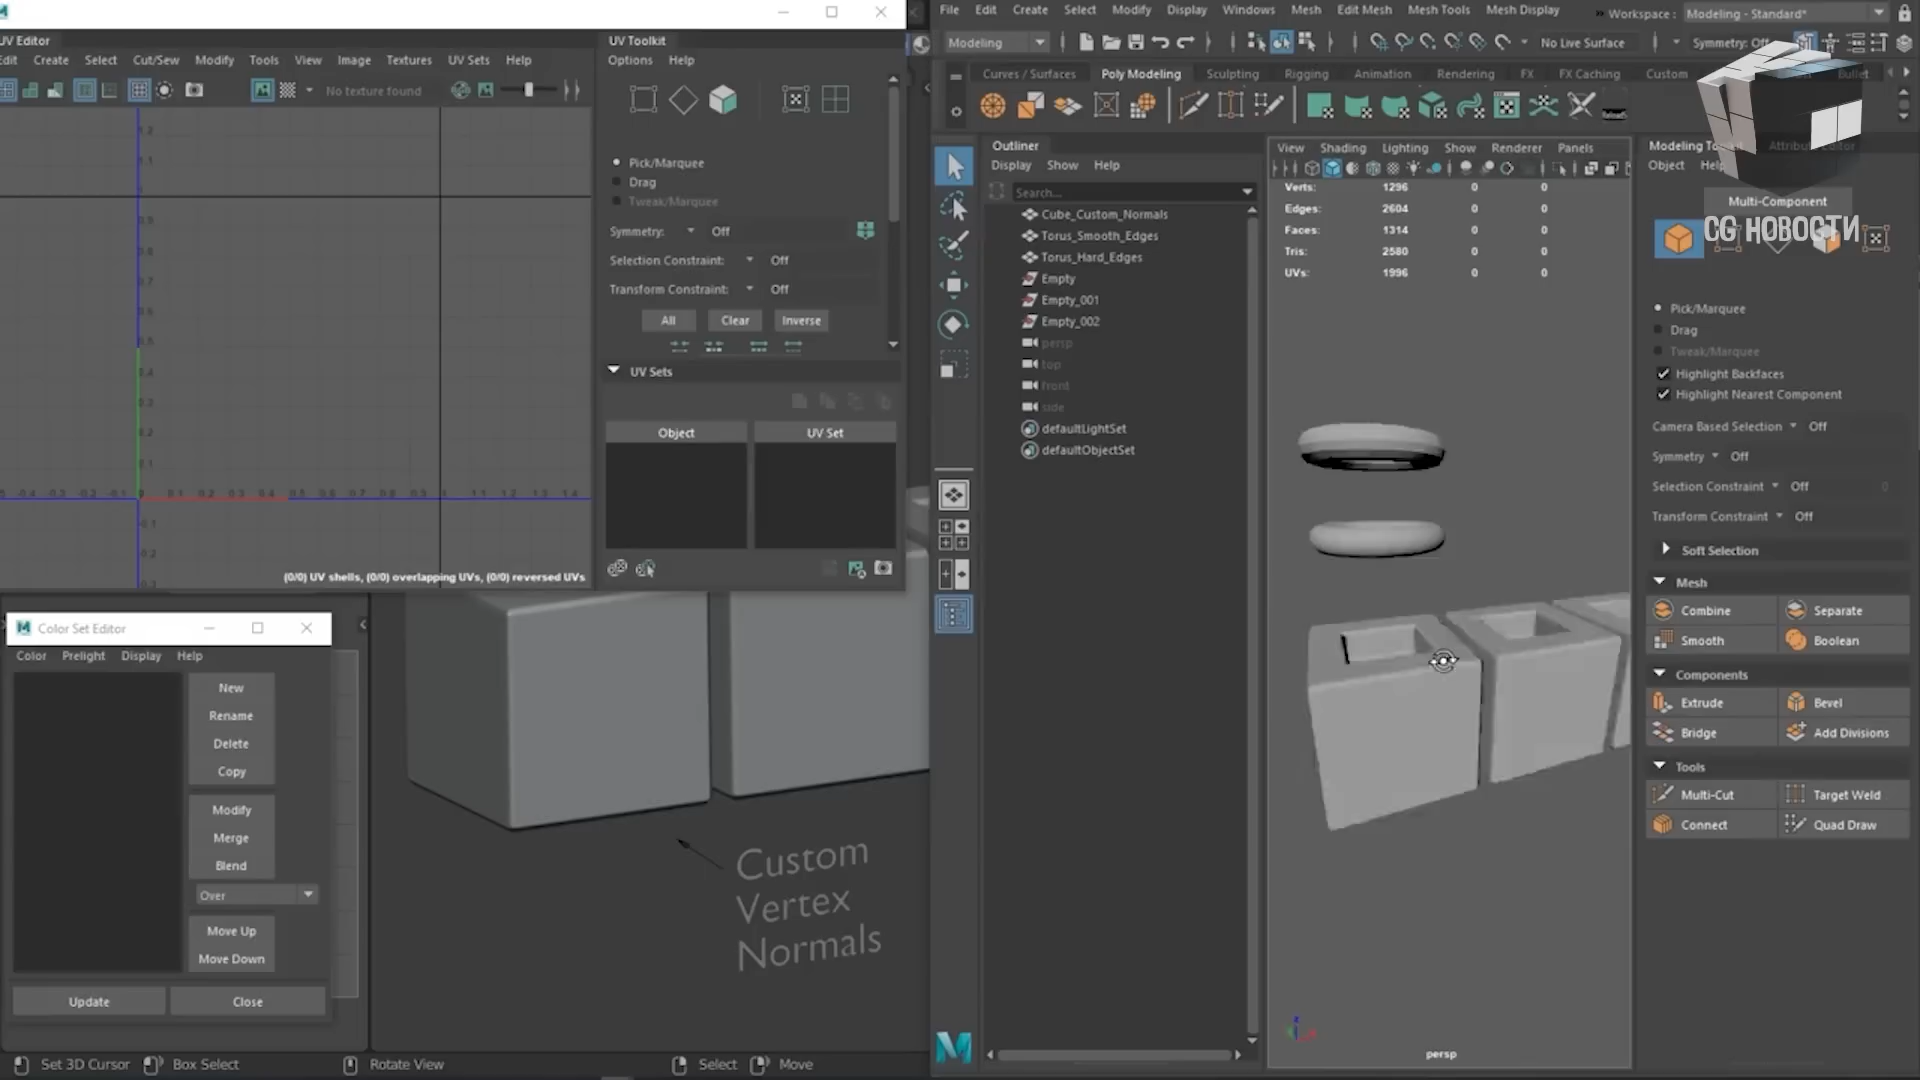 UV Editor
Edit Create Select Cut/Sew Modify Tools View Image Textures UV Sets Help
No texture found
(0/0) UV shells, (0/0) overlapping UVs, (0/0) reversed UVs
UV Toolkit
Options Help
Pick/Marquee
Drag
Tweak/Marquee
Symmetry: Off
Selection Constraint: Off
Transform Constraint: Off
All Clear Inverse
UV Sets
Object UV Set
Color Set Editor
Color Prelight Display Help
New
Rename
Delete
Copy
Modify
Merge
Blend
Over
Move Up
Move Down
Update Close
Custom
Vertex
Normals
Set 3D Cursor Box Select Rotate View Select Move
File Edit Create Select Modify Display Windows Mesh Edit Mesh Mesh Tools Mesh Display
Workspace : Modeling - Standard*
Modeling No Live Surface Symmetry: Off
Curves / Surfaces Poly Modeling Sculpting Rigging Animation Rendering FX FX Caching Custom Bullet
Outliner
Display Show Help
Search...
Cube_Custom_Normals
Torus_Smooth_Edges
Torus_Hard_Edges
Empty
Empty_001
Empty_002
persp
top
front
side
defaultLightSet
defaultObjectSet
View Shading Lighting Show Renderer Panels
Verts: 1296 0 0
Edges: 2604 0 0
Faces: 1314 0 0
Tris: 2580 0 0
UVs: 1996 0 0
persp
Object
Multi-Component
CG НОВОСТИ
Pick/Marquee
Drag
Tweak/Marquee
Highlight Backfaces
Highlight Nearest Component
Camera Based Selection Off
Symmetry Off
Selection Constraint Off 0
Transform Constraint Off
Soft Selection
Mesh
Combine Separate
Smooth Boolean
Components
Extrude Bevel
Bridge Add Divisions
Tools
Multi-Cut Target Weld
Connect Quad Draw